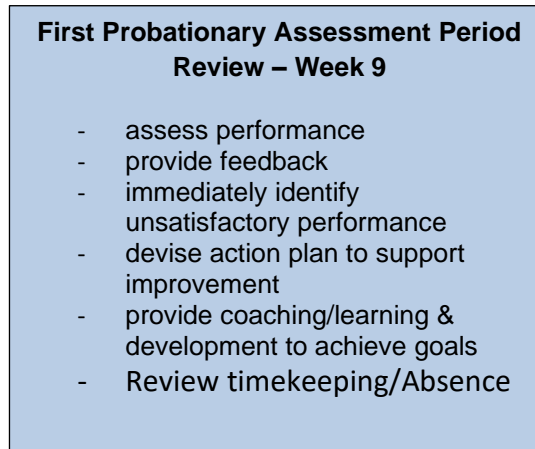 First Probationary Assessment Period
Review – Week 9
- assess performance
- provide feedback
- immediately identify
unsatisfactory performance
- devise action plan to support
improvement
- provide coaching/learning &
development to achieve goals
- Review timekeeping/Absence